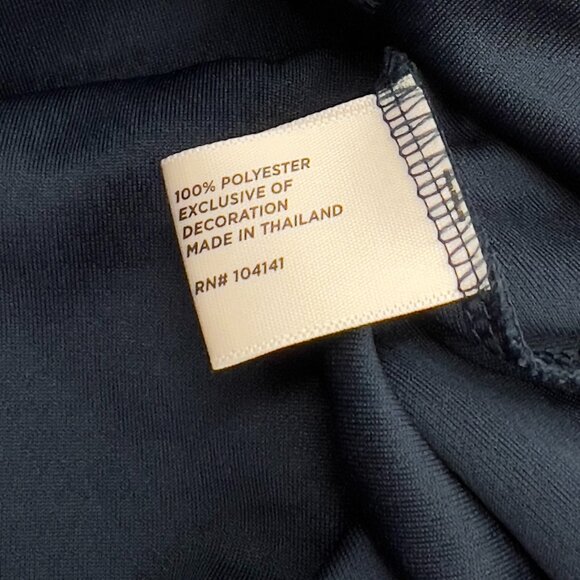 100% POLYESTER
EXCLUSIVE OF
DECORATION
MADE IN THAILAND
RN# 104141